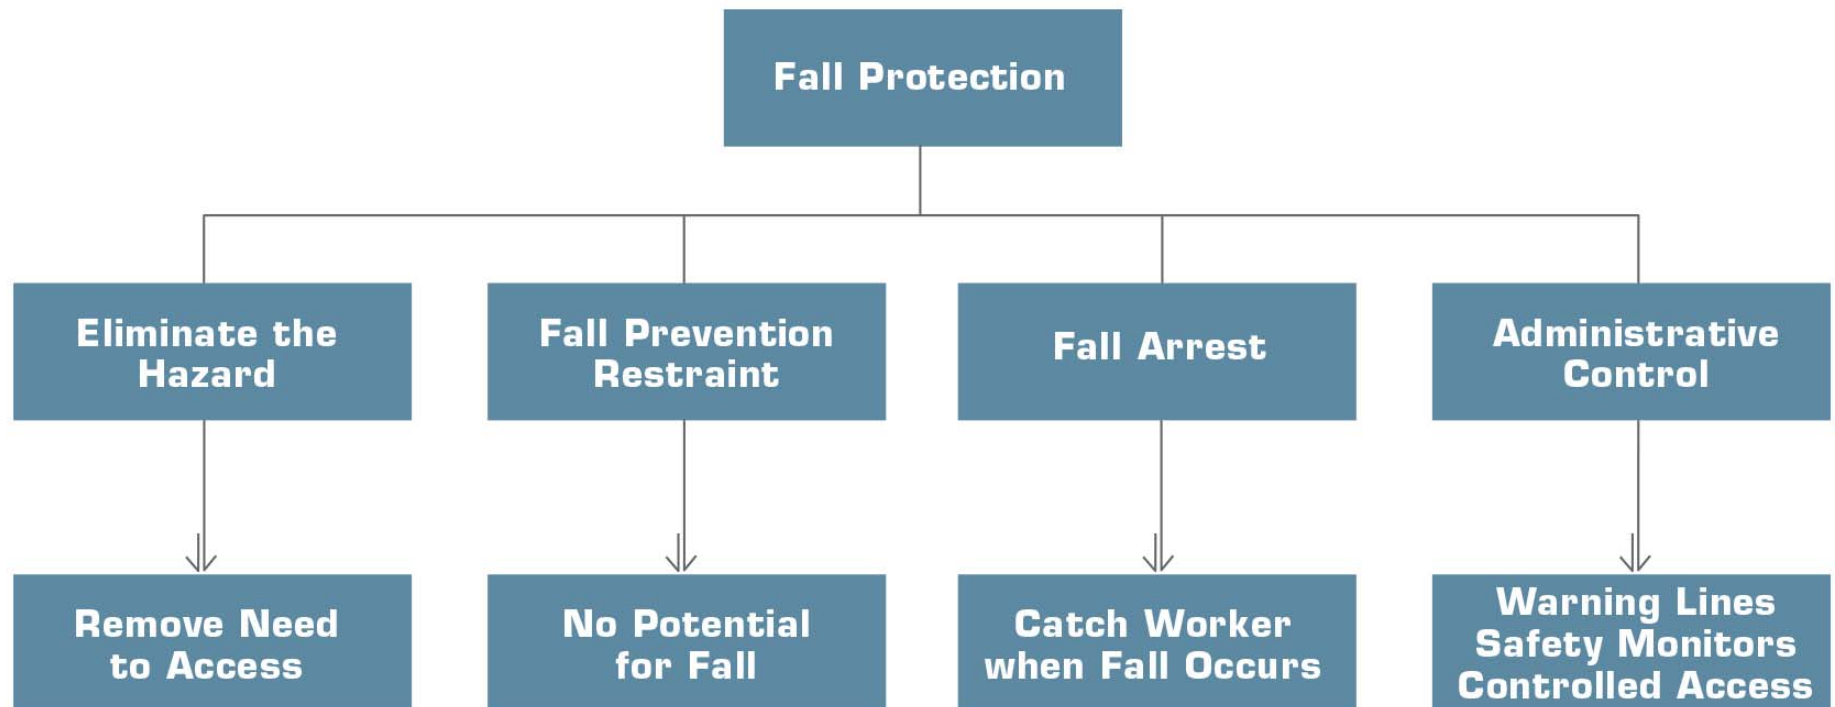 Fall Protection
Eliminate the
Hazard
Fall Prevention
Restraint
Fall Arrest
Administrative
Control
Remove Need
to Access
No Potential
for Fall
Catch Worker
when Fall Occurs
Warning Lines
Safety Monitors
Controlled Access